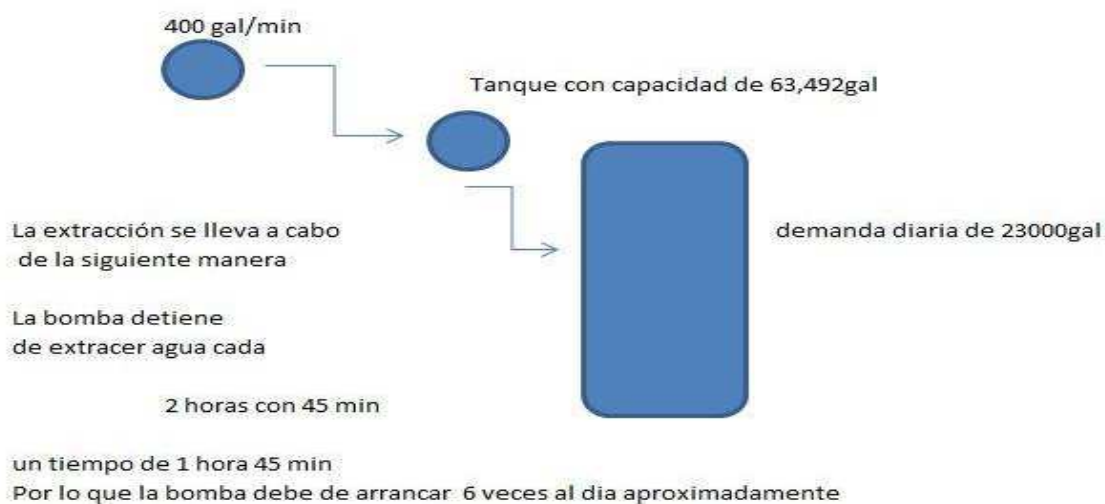 400 gal/min
Tanque con capacidad de 63,492gal
La extracción se lleva a cabo
de la siguiente manera
demanda diaria de 23000gal
La bomba detiene
de extracer agua cada
2 horas con 45 min
un tiempo de 1 hora 45 min
Por lo que la bomba debe de arrancar 6 veces al dia aproximadamente